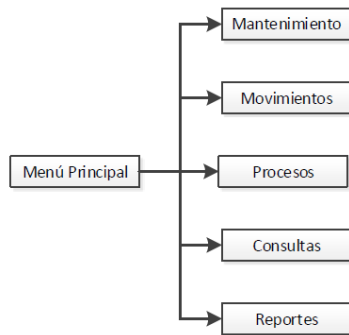 Mantenimiento
Movimientos
Menú Principal
Procesos
Consultas
Reportes